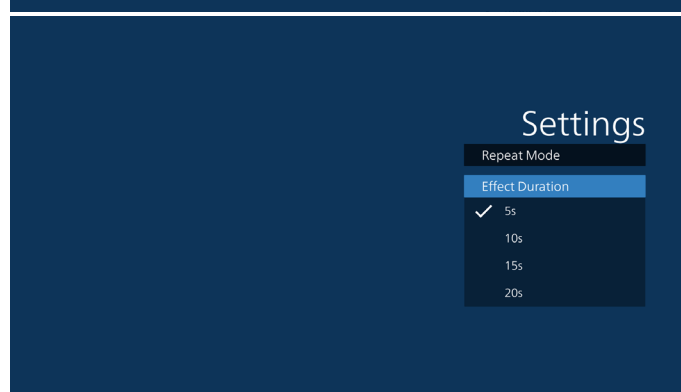 Settings
Repeat Mode
Effect Duration
5s
10s
15s
20s